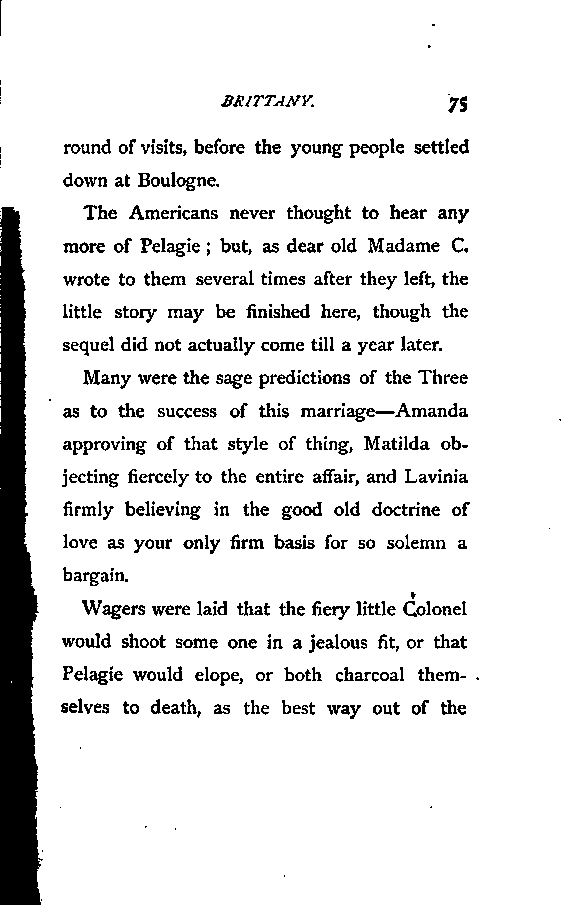 BRITTANY. 75
round of visits, before the young people settled
down at Boulogne.
The Americans never thought to hear any
more of Pelagie ; but, as dear old Madame C.
wrote to them several times after they left, the
little story may be finished here, though the
sequel did not actually come till a year later.
Many were the sage predictions of the Three
as to the success of this marriage—Amanda
approving of that style of thing, Matilda ob-
jecting fiercely to the entire affair, and Lavinia
firmly believing in the good old doctrine of
love as your only firm basis for so solemn a
bargain.
Wagers were laid that the fiery little Colonel
would shoot some one in a jealous fit, or that
Pelagie would elope, or both charcoal them-
selves to death, as the best way out of the